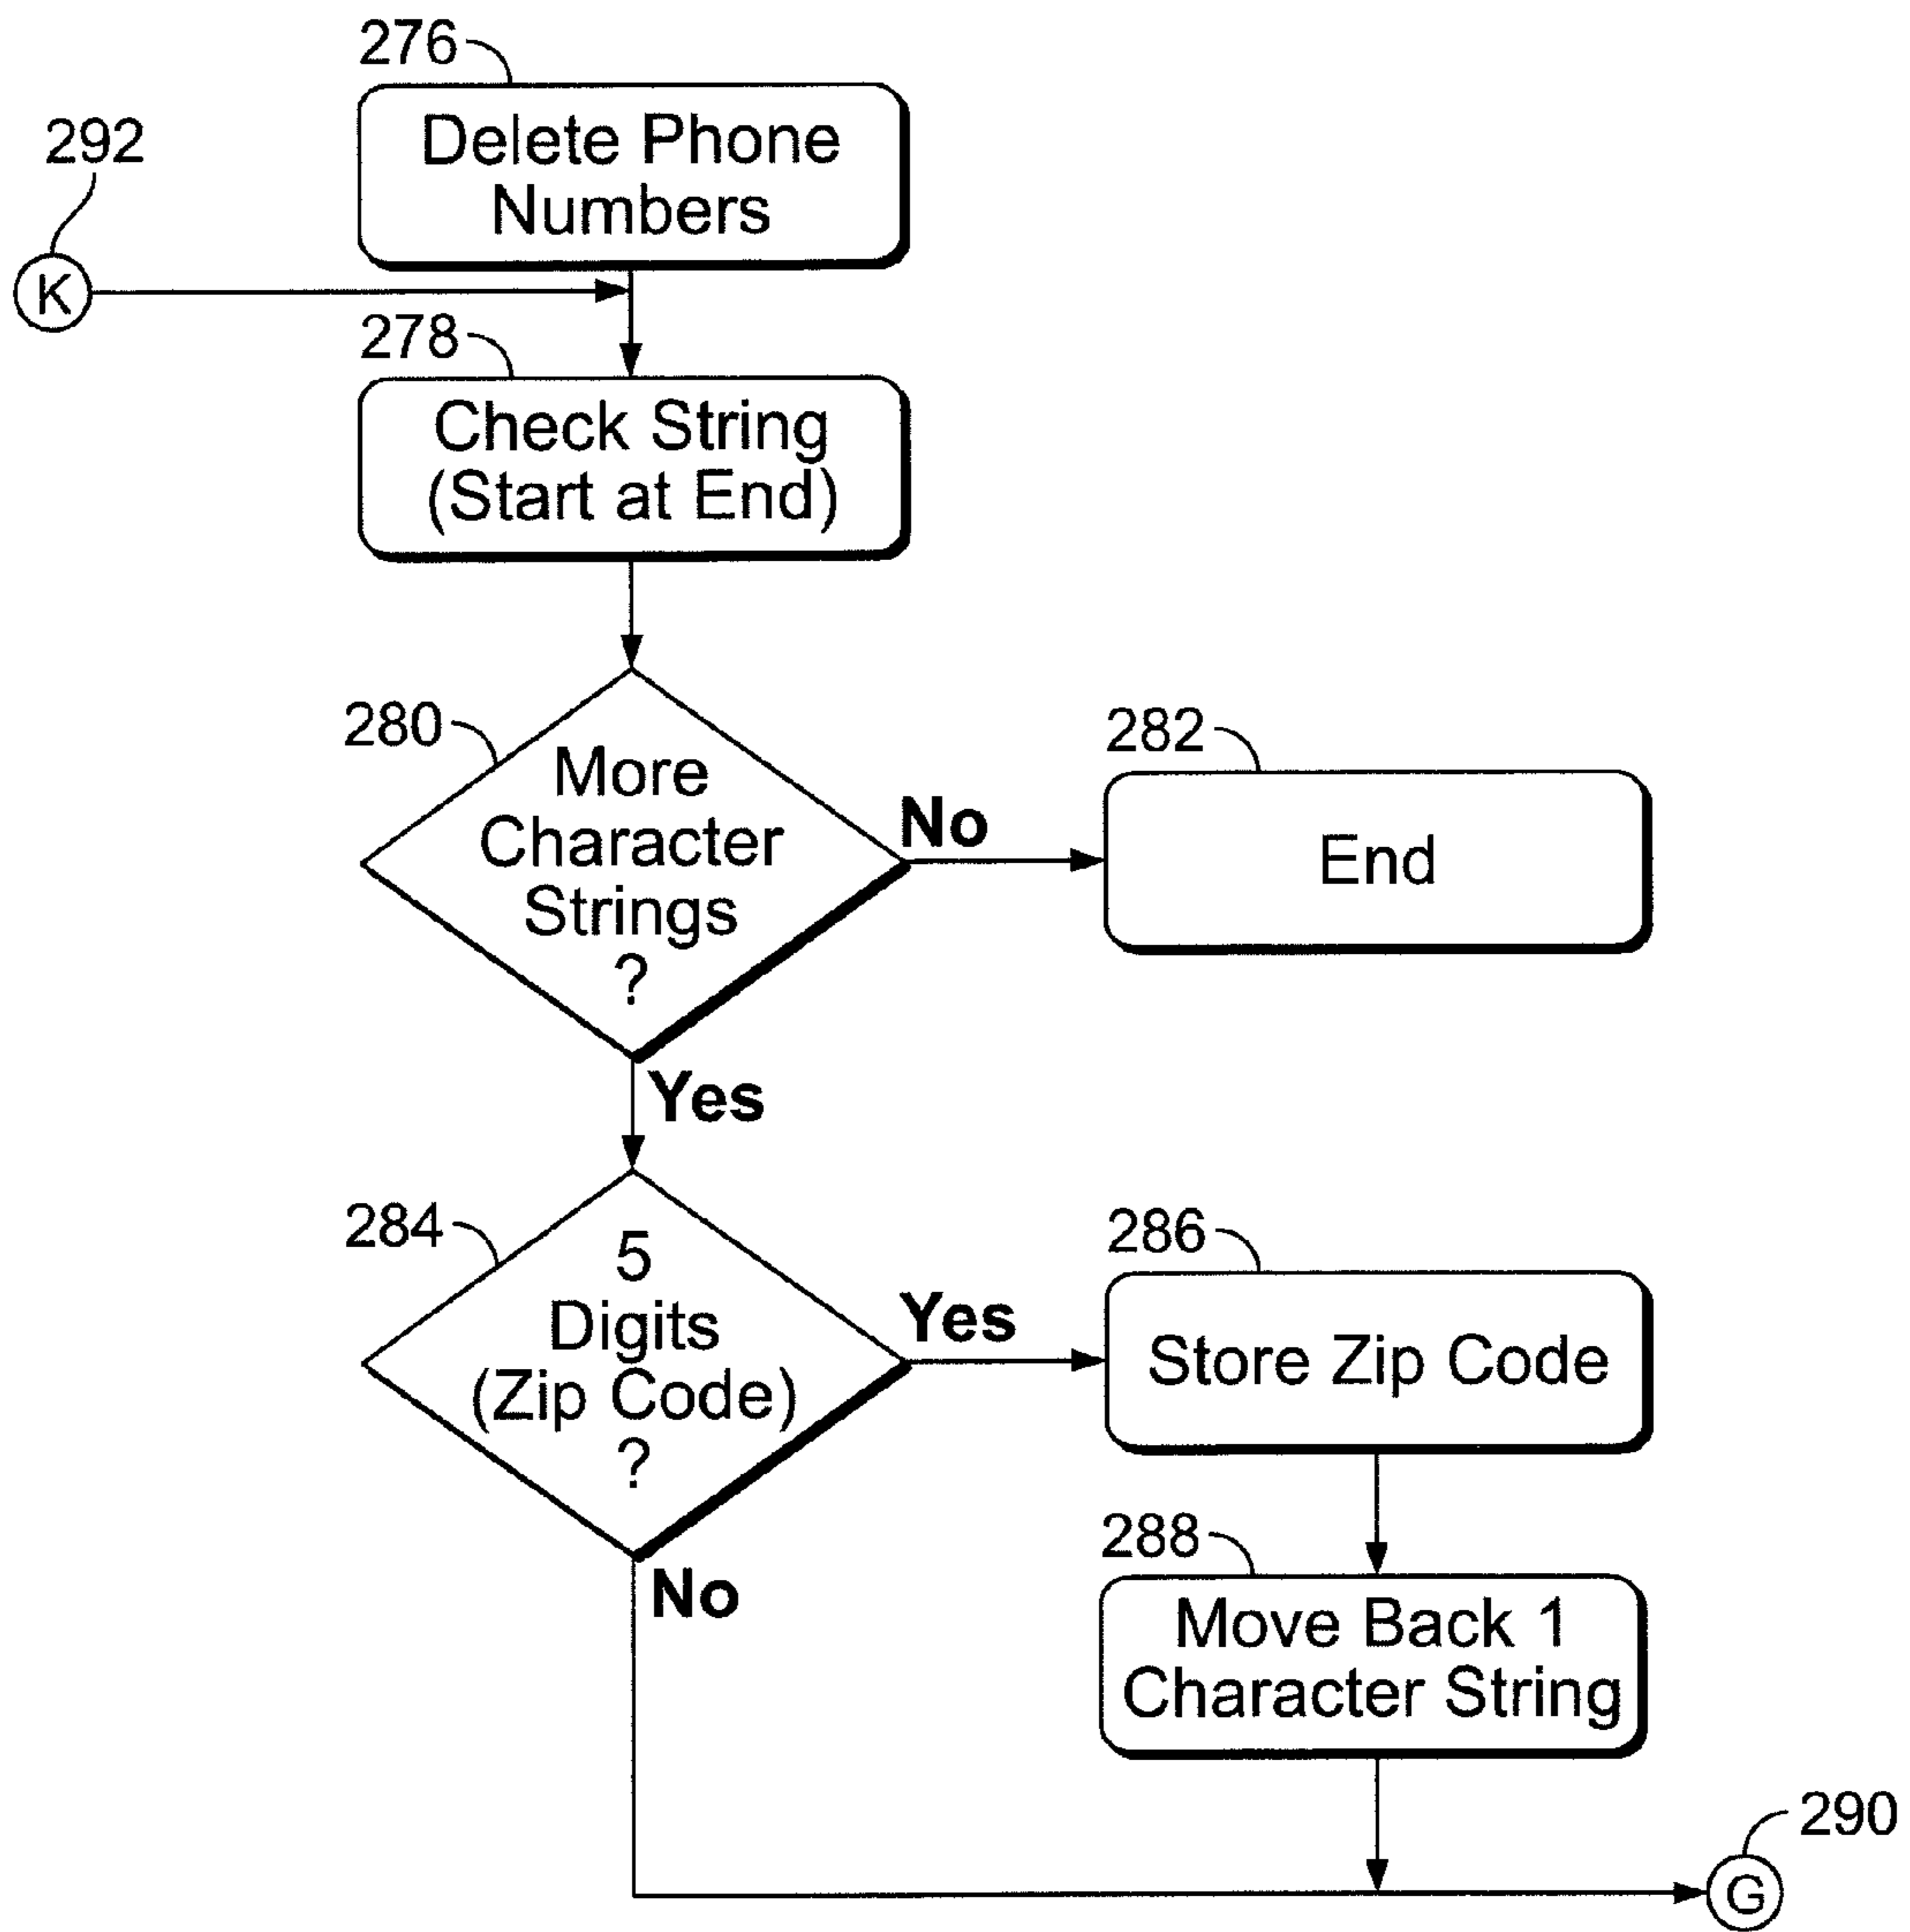 276
Delete Phone
Numbers
292
K
278
Check String
(Start at End)
280
More
Character
Strings
?
No
282
End
Yes
284
5
Digits
(Zip Code)
?
Yes
286
Store Zip Code
No
288
Move Back 1
Character String
290
G